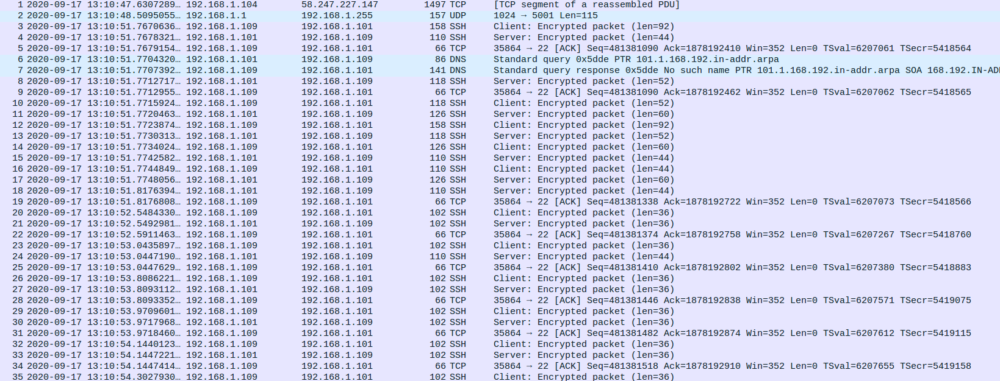 1 2020-09-17 13:10:47.6307289… 192.168.1.104 58.247.227.147 1497 TCP [TCP segment of a reassembled PDU]
2 2020-09-17 13:10:48.5095055… 192.168.1.1 192.168.1.255 157 UDP 1024 → 5001 Len=115
3 2020-09-17 13:10:51.7670636… 192.168.1.109 192.168.1.101 158 SSH Client: Encrypted packet (len=92)
4 2020-09-17 13:10:51.7678321… 192.168.1.101 192.168.1.109 110 SSH Server: Encrypted packet (len=44)
5 2020-09-17 13:10:51.7679154… 192.168.1.109 192.168.1.101 66 TCP 35864 → 22 [ACK] Seq=481381090 Ack=1878192410 Win=352 Len=0 TSval=6207061 TSecr=5418564
6 2020-09-17 13:10:51.7704320… 192.168.1.101 192.168.1.109 86 DNS Standard query 0x5dde PTR 101.1.168.192.in-addr.arpa
7 2020-09-17 13:10:51.7707392… 192.168.1.109 192.168.1.101 141 DNS Standard query response 0x5dde No such name PTR 101.1.168.192.in-addr.arpa SOA 168.192.IN-AD
8 2020-09-17 13:10:51.7712717… 192.168.1.101 192.168.1.109 118 SSH Server: Encrypted packet (len=52)
9 2020-09-17 13:10:51.7712955… 192.168.1.109 192.168.1.101 66 TCP 35864 → 22 [ACK] Seq=481381090 Ack=1878192462 Win=352 Len=0 TSval=6207062 TSecr=5418565
10 2020-09-17 13:10:51.7715924… 192.168.1.109 192.168.1.101 118 SSH Client: Encrypted packet (len=52)
11 2020-09-17 13:10:51.7720463… 192.168.1.101 192.168.1.109 126 SSH Server: Encrypted packet (len=60)
12 2020-09-17 13:10:51.7723874… 192.168.1.109 192.168.1.101 158 SSH Client: Encrypted packet (len=92)
13 2020-09-17 13:10:51.7730313… 192.168.1.101 192.168.1.109 118 SSH Server: Encrypted packet (len=52)
14 2020-09-17 13:10:51.7734024… 192.168.1.109 192.168.1.101 126 SSH Client: Encrypted packet (len=60)
15 2020-09-17 13:10:51.7742582… 192.168.1.101 192.168.1.109 110 SSH Server: Encrypted packet (len=44)
16 2020-09-17 13:10:51.7744849… 192.168.1.109 192.168.1.101 110 SSH Client: Encrypted packet (len=44)
17 2020-09-17 13:10:51.7748056… 192.168.1.101 192.168.1.109 126 SSH Server: Encrypted packet (len=60)
18 2020-09-17 13:10:51.8176394… 192.168.1.101 192.168.1.109 110 SSH Server: Encrypted packet (len=44)
19 2020-09-17 13:10:51.8176808… 192.168.1.109 192.168.1.101 66 TCP 35864 → 22 [ACK] Seq=481381338 Ack=1878192722 Win=352 Len=0 TSval=6207073 TSecr=5418566
20 2020-09-17 13:10:52.5484330… 192.168.1.109 192.168.1.101 102 SSH Client: Encrypted packet (len=36)
21 2020-09-17 13:10:52.5492981… 192.168.1.101 192.168.1.109 102 SSH Server: Encrypted packet (len=36)
22 2020-09-17 13:10:52.5911463… 192.168.1.109 192.168.1.101 66 TCP 35864 → 22 [ACK] Seq=481381374 Ack=1878192758 Win=352 Len=0 TSval=6207267 TSecr=5418760
23 2020-09-17 13:10:53.0435897… 192.168.1.109 192.168.1.101 102 SSH Client: Encrypted packet (len=36)
24 2020-09-17 13:10:53.0447190… 192.168.1.101 192.168.1.109 110 SSH Server: Encrypted packet (len=44)
25 2020-09-17 13:10:53.0447629… 192.168.1.109 192.168.1.101 66 TCP 35864 → 22 [ACK] Seq=481381410 Ack=1878192802 Win=352 Len=0 TSval=6207380 TSecr=5418883
26 2020-09-17 13:10:53.8086221… 192.168.1.109 192.168.1.101 102 SSH Client: Encrypted packet (len=36)
27 2020-09-17 13:10:53.8093112… 192.168.1.101 192.168.1.109 102 SSH Server: Encrypted packet (len=36)
28 2020-09-17 13:10:53.8093352… 192.168.1.109 192.168.1.101 66 TCP 35864 → 22 [ACK] Seq=481381446 Ack=1878192838 Win=352 Len=0 TSval=6207571 TSecr=5419075
29 2020-09-17 13:10:53.9709601… 192.168.1.109 192.168.1.101 102 SSH Client: Encrypted packet (len=36)
30 2020-09-17 13:10:53.9717968… 192.168.1.101 192.168.1.109 102 SSH Server: Encrypted packet (len=36)
31 2020-09-17 13:10:53.9718460… 192.168.1.109 192.168.1.101 66 TCP 35864 → 22 [ACK] Seq=481381482 Ack=1878192874 Win=352 Len=0 TSval=6207612 TSecr=5419115
32 2020-09-17 13:10:54.1440123… 192.168.1.109 192.168.1.101 102 SSH Client: Encrypted packet (len=36)
33 2020-09-17 13:10:54.1447221… 192.168.1.101 192.168.1.109 102 SSH Server: Encrypted packet (len=36)
34 2020-09-17 13:10:54.1447414… 192.168.1.109 192.168.1.101 66 TCP 35864 → 22 [ACK] Seq=481381518 Ack=1878192910 Win=352 Len=0 TSval=6207655 TSecr=5419158
35 2020-09-17 13:10:54.3027930… 192.168.1.109 192.168.1.101 102 SSH Client: Encrypted packet (len=36)